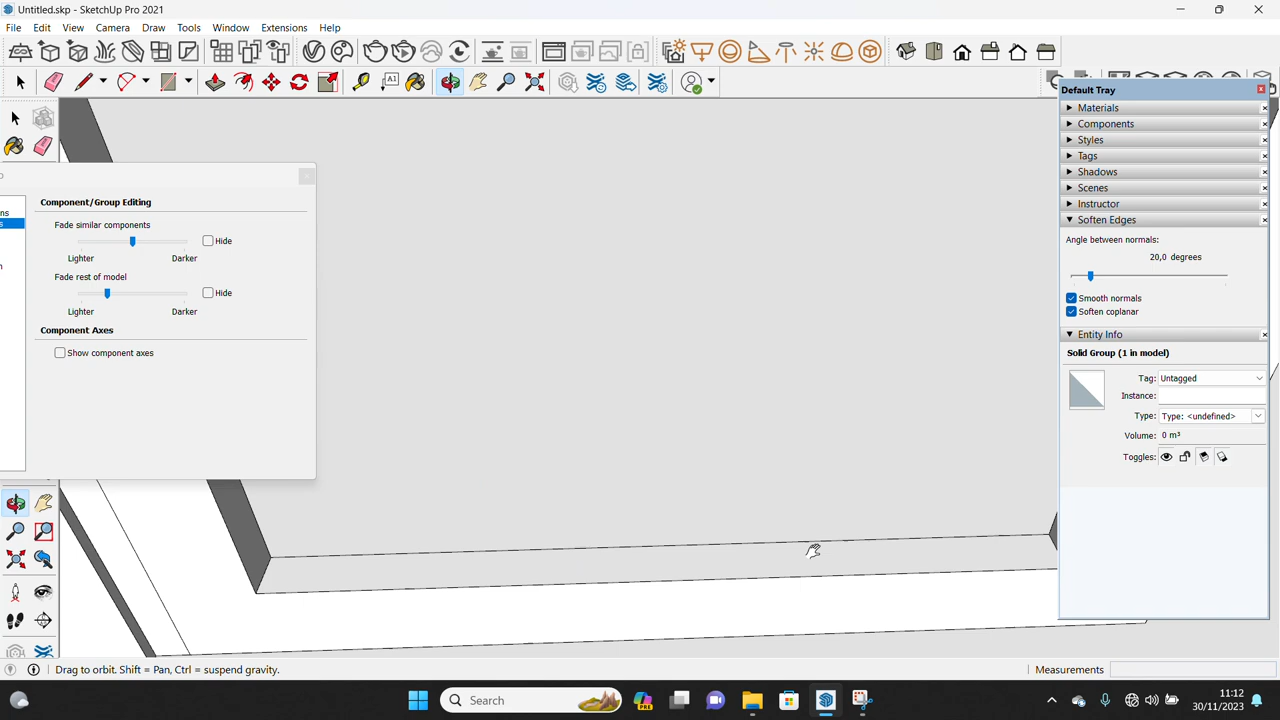 Untitled.skp - SketchUp Pro 2021
File Edit View Camera Draw Tools Window Extensions Help
A1
Default Tray
Materials
Components
Styles
Tags
Shadows
Scenes
Instructor
Soften Edges
Angle between normals:
20,0 degrees
Smooth normals
Soften coplanar
Entity Info
Solid Group (1 in model)
Tag: Untagged
Instance:
Type: Type: <undefined>
Volume: 0 m³
Toggles:
Component/Group Editing
Fade similar components
Hide
Lighter Darker
Fade rest of model
Hide
Lighter Darker
Component Axes
Show component axes
Drag to orbit. Shift = Pan, Ctrl = suspend gravity.
Measurements
Search
PRE
11:12
30/11/2023